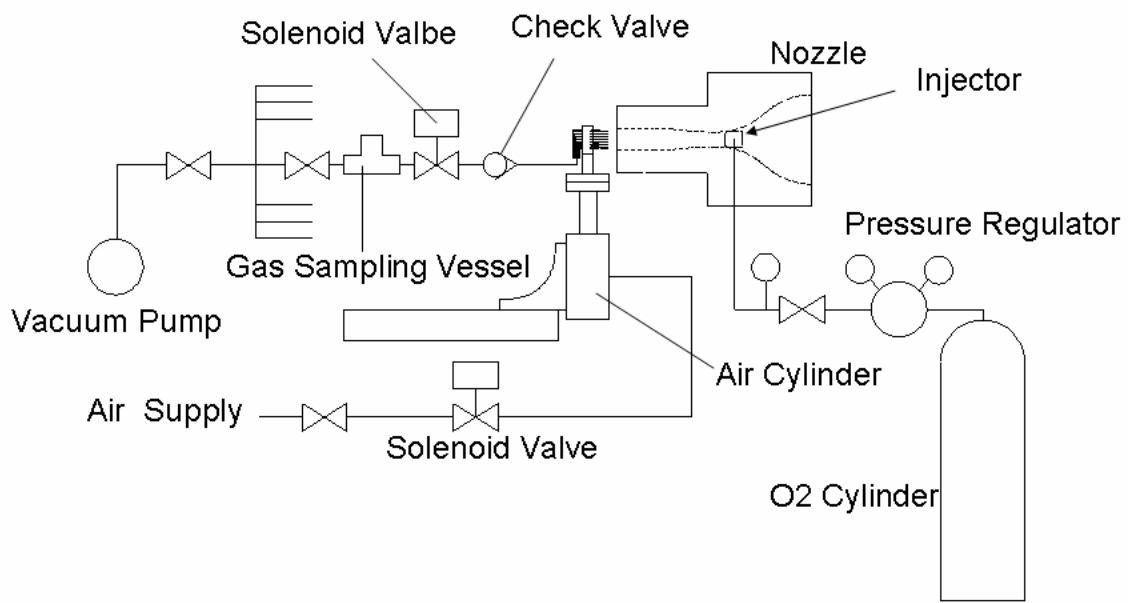 Solenoid Valbe
Check Valve
Nozzle
Injector
Pressure Regulator
Gas Sampling Vessel
Vacuum Pump
Air Cylinder
Air Supply
Solenoid Valve
O2 Cylinder